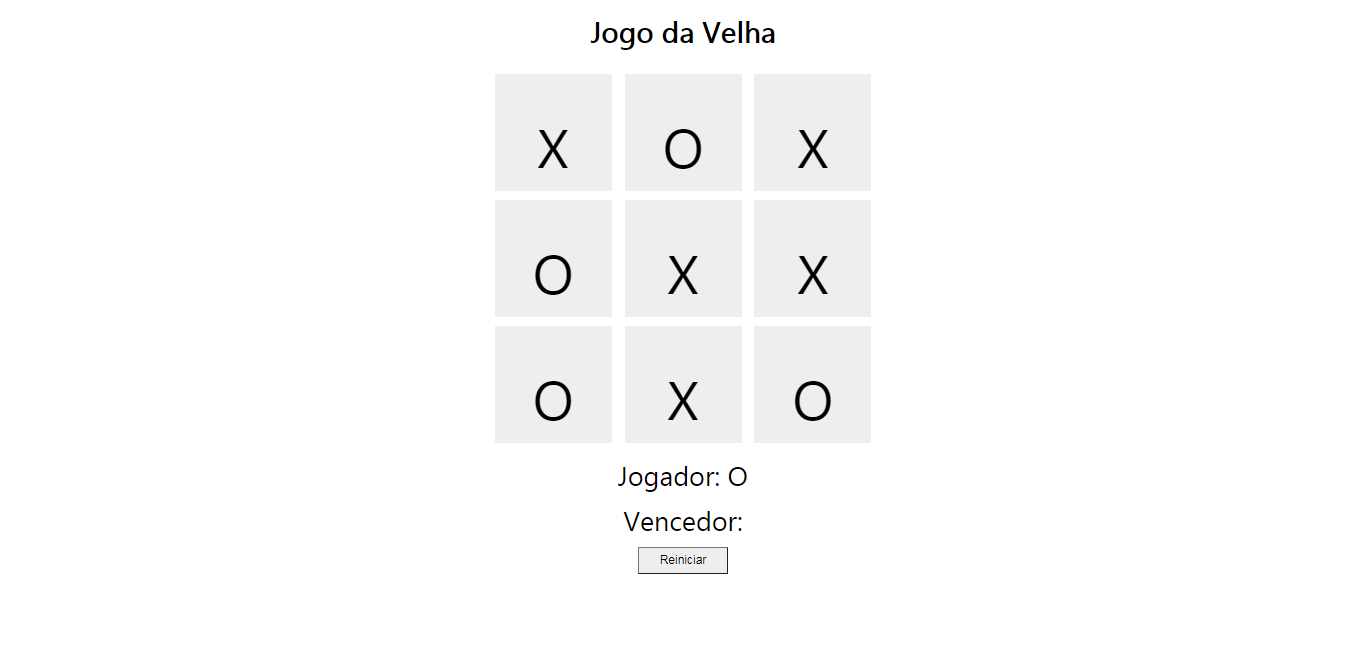 Jogo da Velha
X O X
O X X
O X O
Jogador: O
Vencedor:
Reiniciar